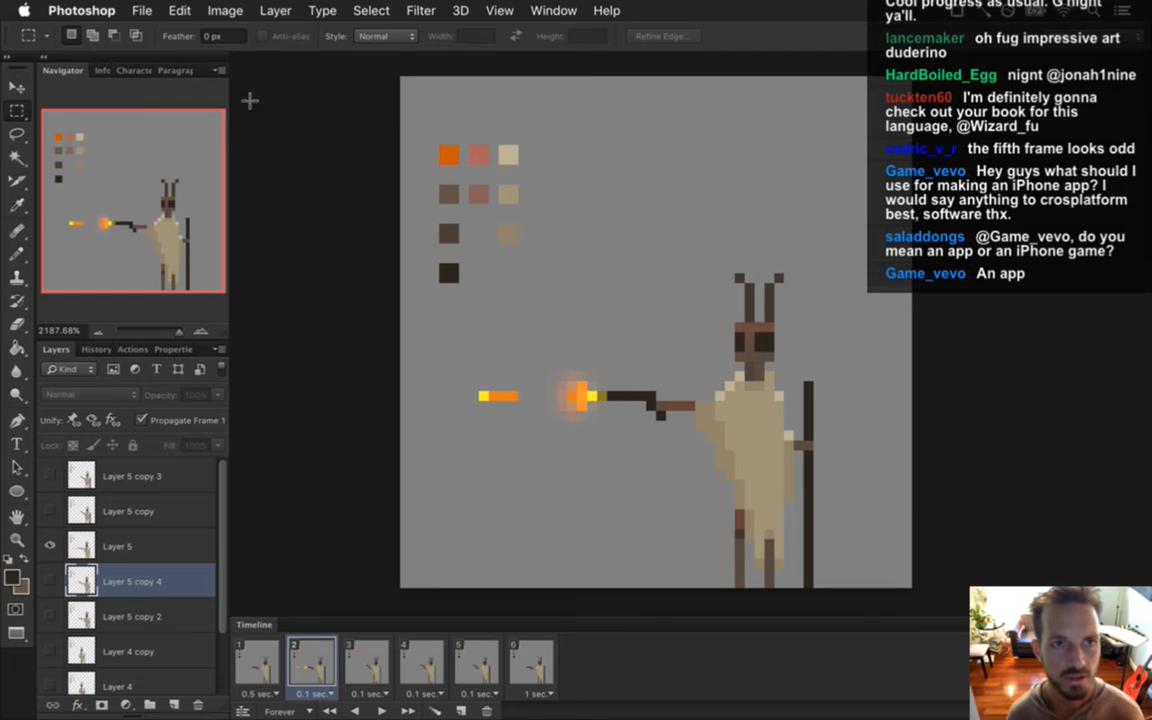 Photoshop File Edit Image Layer Type Select Filter 3D View Window Help
Cool progress as usual. G'night
ya'll.
Feather: 0 px Anti-alias Style: Normal Width: Height: Refine Edge...
lancemaker oh fug impressive art
duderino
Navigator Info Characte Paragra
HardBoiled_Egg nignt @jonah1nine
tuckten60 I'm definitely gonna
check out your book for this
language, @Wizard_fu
cedric_v_r the fifth frame looks odd
Game_vevo Hey guys what should I
use for making an iPhone app? I
would say anything to crosplatform
best, software thx.
saladdongs @Game_vevo, do you
mean an app or an iPhone game?
Game_vevo An app
2187.68%
Layers History Actions Propertie
Kind
Normal Opacity:
Unify: Propagate Frame 1
Lock: Fill: 100%
Layer 5 copy 3
Layer 5 copy
Layer 5
Layer 5 copy 4
Layer 5 copy 2
Layer 4 copy
Layer 4
Timeline
1 2 3 4 5 6
0.5 sec. 0.1 sec. 0.1 sec. 0.1 sec. 0.1 sec. 1 sec.
Forever